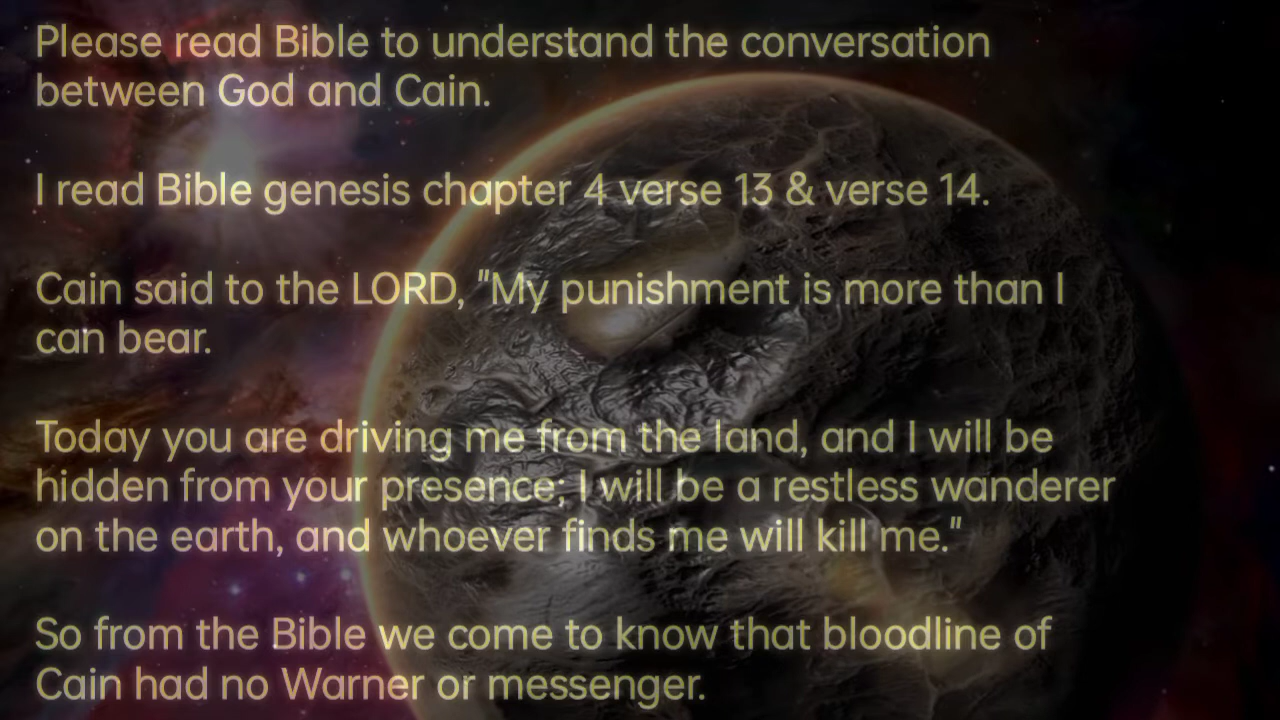 Please read Bible to understand the conversation
between God and Cain.
I read Bible genesis chapter 4 verse 13 & verse 14.
Cain said to the LORD, "My punishment is more than I
can bear.
Today you are driving me from the land, and I will be
hidden from your presence; I will be a restless wanderer
on the earth, and whoever finds me will kill me."
So from the Bible we come to know that bloodline of
Cain had no Warner or messenger.